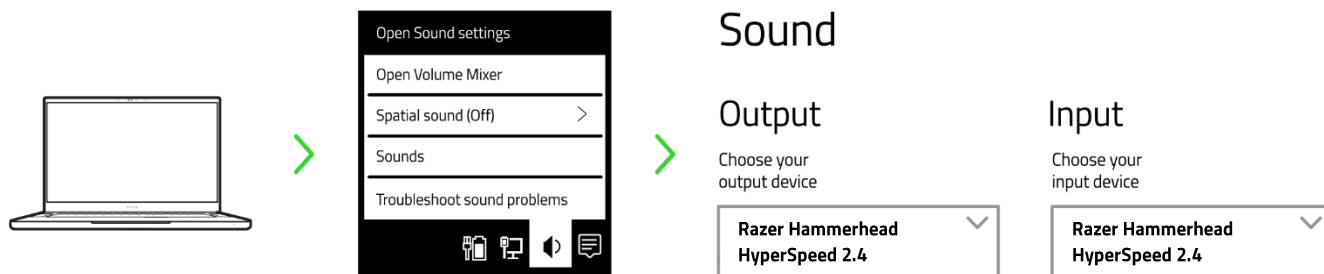 Open Sound settings
Open Volume Mixer
Spatial sound (Off)
Sounds
Troubleshoot sound problems
Sound
Output
Choose your
output device
Razer Hammerhead
HyperSpeed 2.4
Input
Choose your
input device
Razer Hammerhead
HyperSpeed 2.4